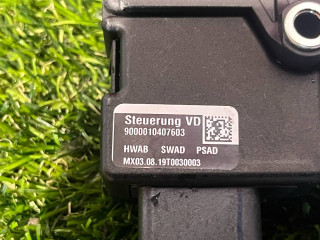 Steuerung VD
9000010407603
HWAB SWAD PSAD
MX03.08.19T0030003